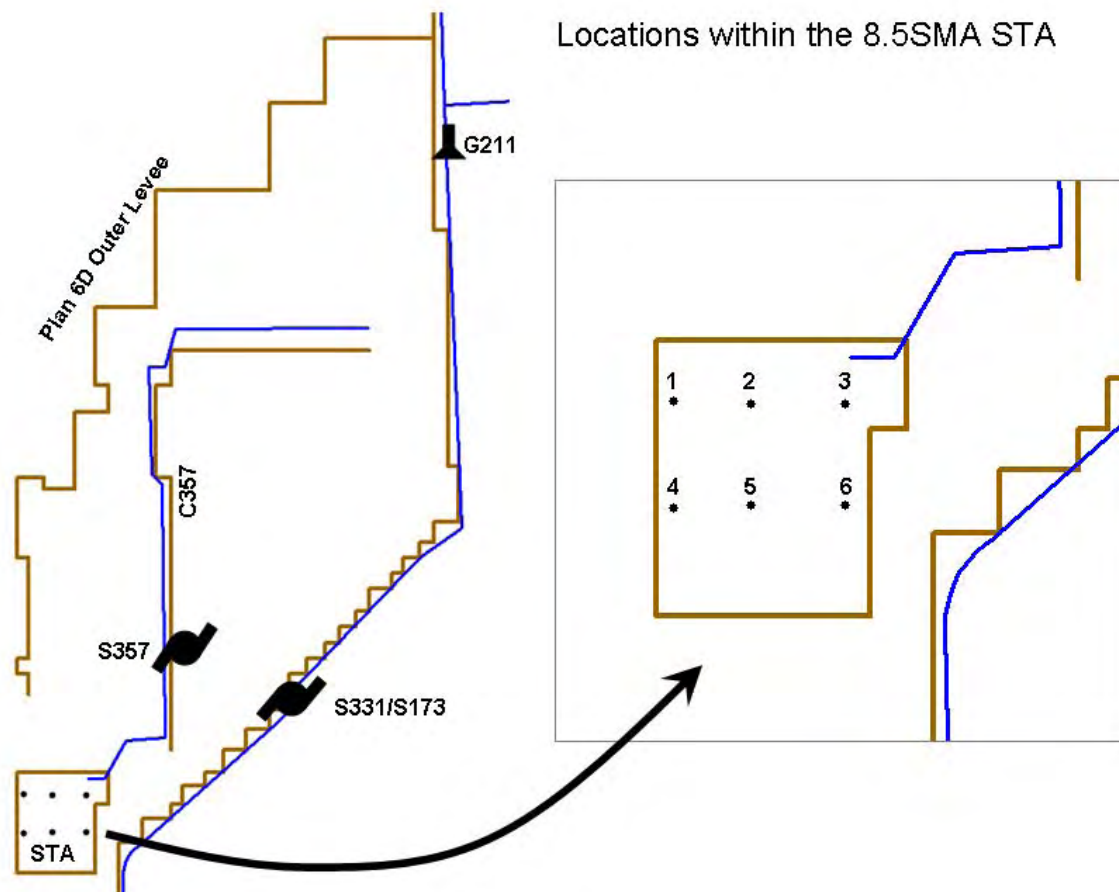 Locations within the 8.5SMA STA
G211
Plan 6D Outer Levee
C357
S357
S331/S173
STA
1 2 3
4 5 6